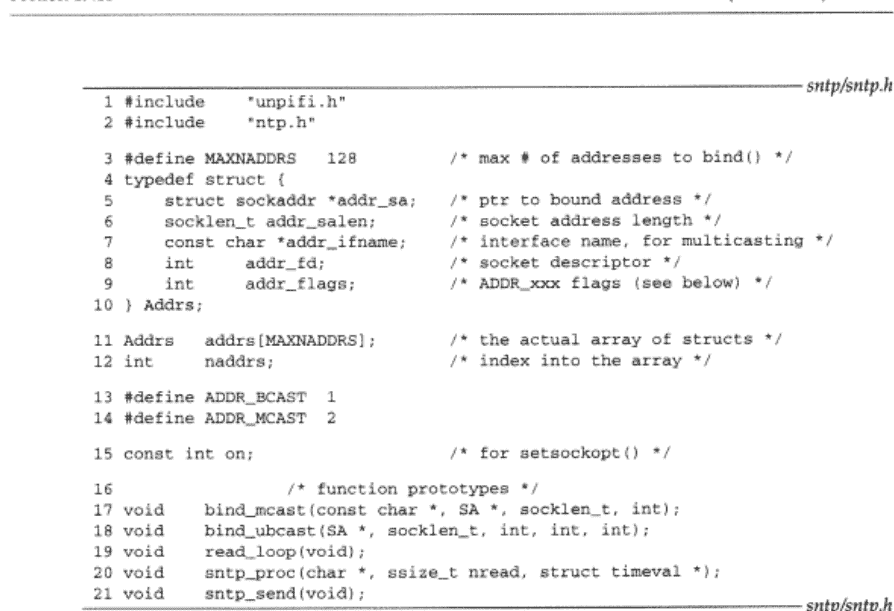 sntp/sntp.h
1 #include    "unpifi.h"
2 #include    "ntp.h"
3 #define MAXNADDRS   128            /* max # of addresses to bind() */
4 typedef struct {
5     struct sockaddr *addr_sa;   /* ptr to bound address */
6     socklen_t addr_salen;       /* socket address length */
7     const char *addr_ifname;    /* interface name, for multicasting */
8     int     addr_fd;            /* socket descriptor */
9     int     addr_flags;         /* ADDR_xxx flags (see below) */
10 } Addrs;
11 Addrs   addrs[MAXNADDRS];       /* the actual array of structs */
12 int     naddrs;                 /* index into the array */
13 #define ADDR_BCAST  1
14 #define ADDR_MCAST  2
15 const int on;                   /* for setsockopt() */
16                 /* function prototypes */
17 void    bind_mcast(const char *, SA *, socklen_t, int);
18 void    bind_ubcast(SA *, socklen_t, int, int, int);
19 void    read_loop(void);
20 void    sntp_proc(char *, ssize_t nread, struct timeval *);
21 void    sntp_send(void);
sntp/sntp.h